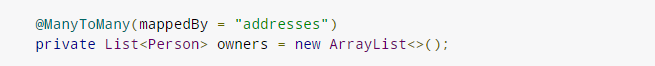 @ManyToMany(mappedBy = "addresses")
private List<Person> owners = new ArrayList<>();